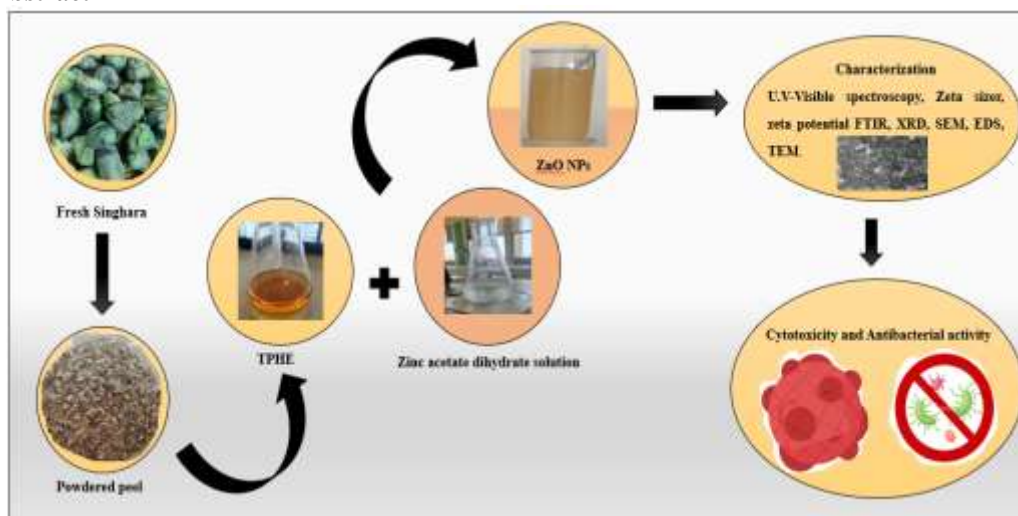 Fresh Singhara
Powdered peel
TPHE
Zinc acetate dihydrate solution
ZnO NPs
Characterization
U.V-Visible spectroscopy, Zeta sizer,
zeta potential FTIR, XRD, SEM, EDS,
TEM.
Cytotoxicity and Antibacterial activity